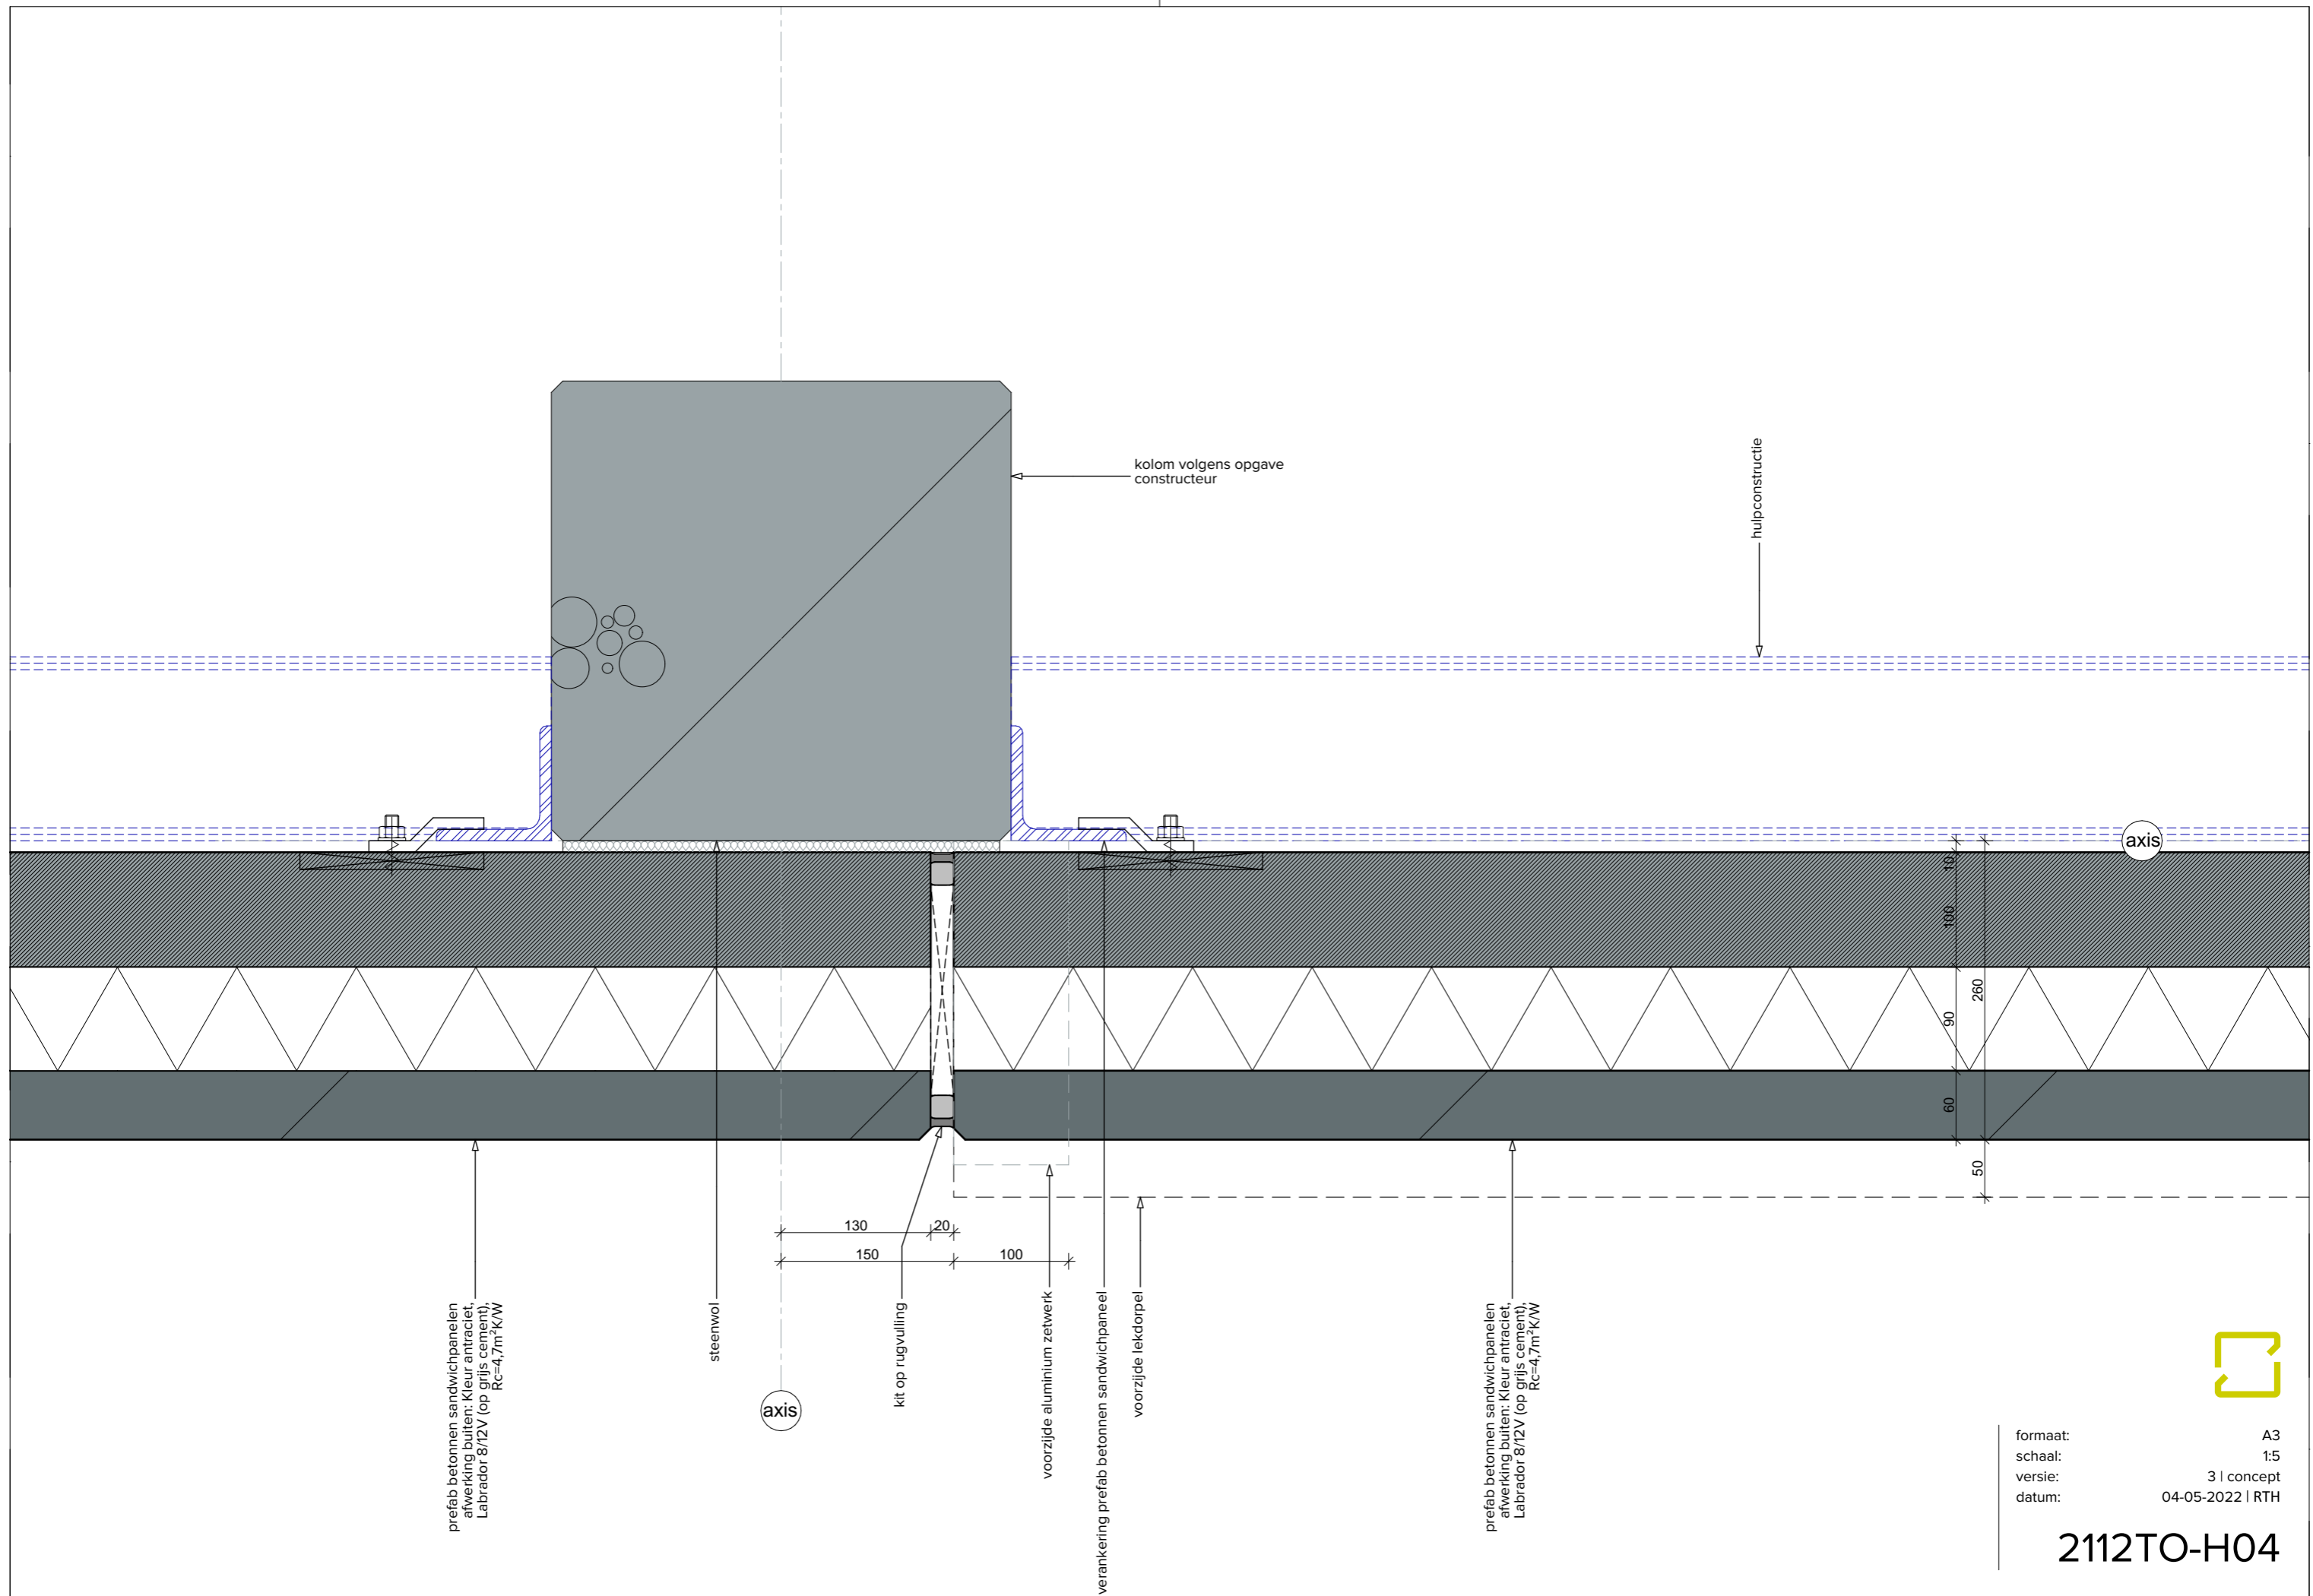 kolom volgens opgave
constructeur
hulpconstructie
axis
10
100
260
90
60
50
130
20
150
100
prefab betonnen sandwichpanelen
afwerking buiten: Kleur antraciet,
Labrador 8/12V (op grijs cement),
Rc=4,7m²K/W
steenwol
axis
kit op rugvulling
voorzijde aluminium zetwerk
verankering prefab betonnen sandwichpaneel
voorzijde lekdorpel
prefab betonnen sandwichpanelen
afwerking buiten: Kleur antraciet,
Labrador 8/12V (op grijs cement),
Rc=4,7m²K/W
formaat: A3
schaal: 1:5
versie: 3 | concept
datum: 04-05-2022 | RTH
2112TO-H04